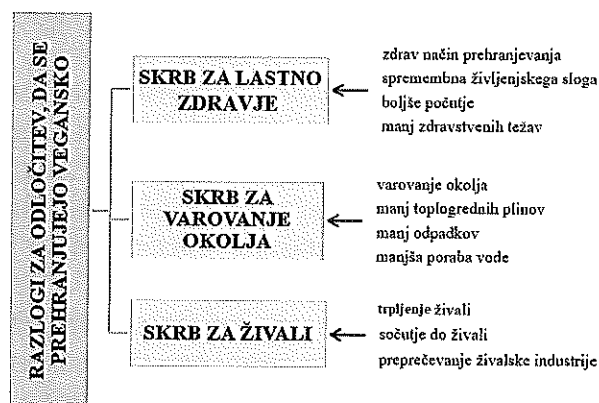 RAZLOGI ZA ODLOČITEV, DA SE
PREHRANJUJEJO VEGANSKO
SKRB ZA LASTNO
ZDRAVJE
zdrav način prehranjevanja
spremembna življenjskega sloga
boljše počutje
manj zdravstvenih težav
SKRB ZA
VAROVANJE
OKOLJA
varovanje okolja
manj toplogrednih plinov
manj odpadkov
manjša poraba vode
SKRB ZA ŽIVALI
trpljenje živali
sočutje do živali
preprečevanje živalske industrije